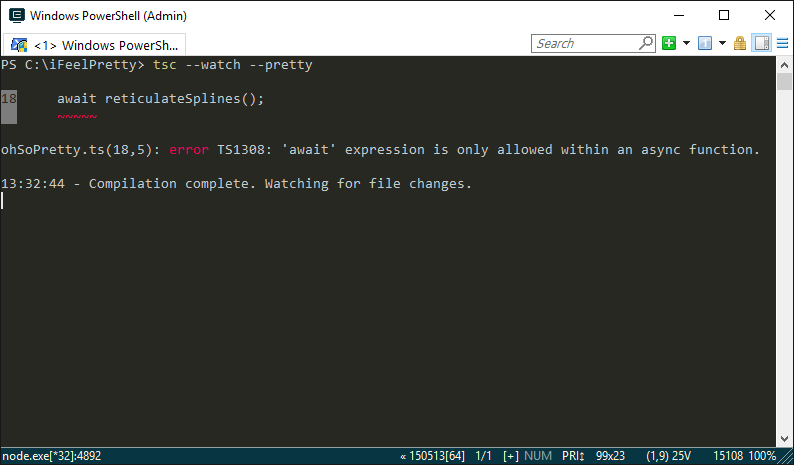 Windows PowerShell (Admin)
<1> Windows PowerSh...
Search
PS C:\iFeelPretty> tsc --watch --pretty
18 await reticulateSplines();
~~~~~
ohSoPretty.ts(18,5): error TS1308: 'await' expression is only allowed within an async function.
13:32:44 - Compilation complete. Watching for file changes.
node.exe[*32]:4892 « 150513[64] 1/1 [+] NUM PRI‡ 99x23 (1,9) 25V 15108 100%